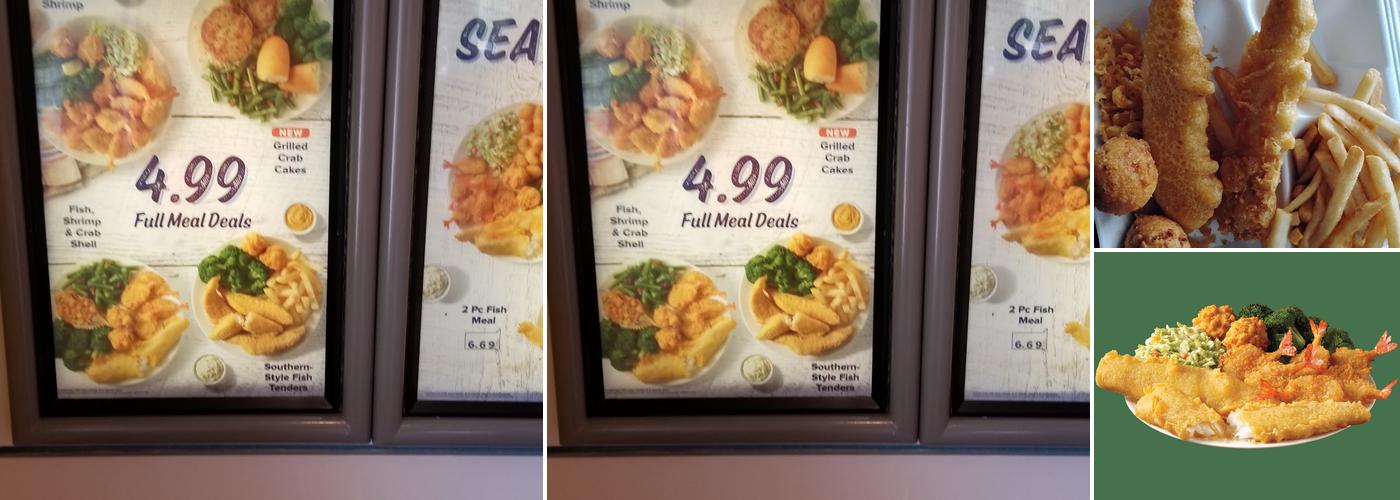 Shrimp
SEA
NEW
Grilled
Crab
Cakes
4.99
Full Meal Deals
Fish,
Shrimp
& Crab
Shell
2 Pc Fish
Meal
6.69
Southern-
Style Fish
Tenders
Shrimp
SEA
NEW
Grilled
Crab
Cakes
4.99
Full Meal Deals
Fish,
Shrimp
& Crab
Shell
2 Pc Fish
Meal
6.69
Southern-
Style Fish
Tenders